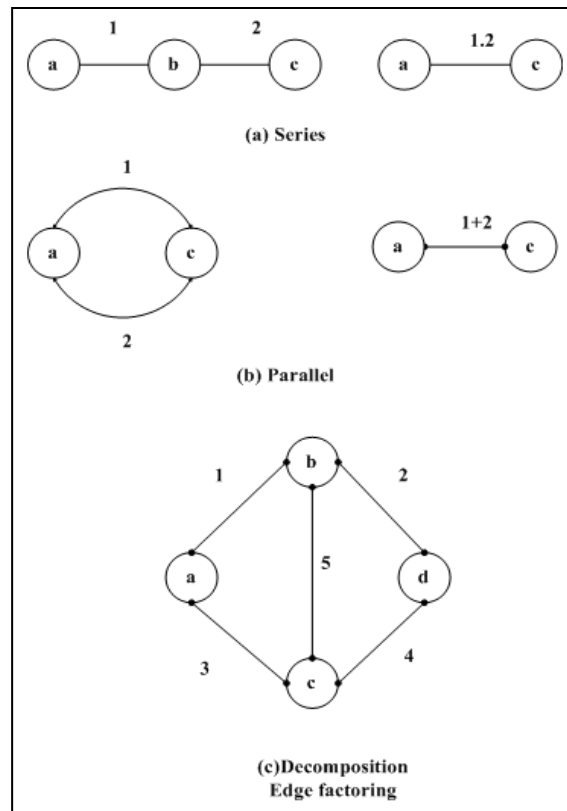 1 2 1.2
a b c a c
(a) Series
1
1+2
a c a c
2
(b) Parallel
b
1 2
5
a d
3 4
c
(c)Decomposition
Edge factoring